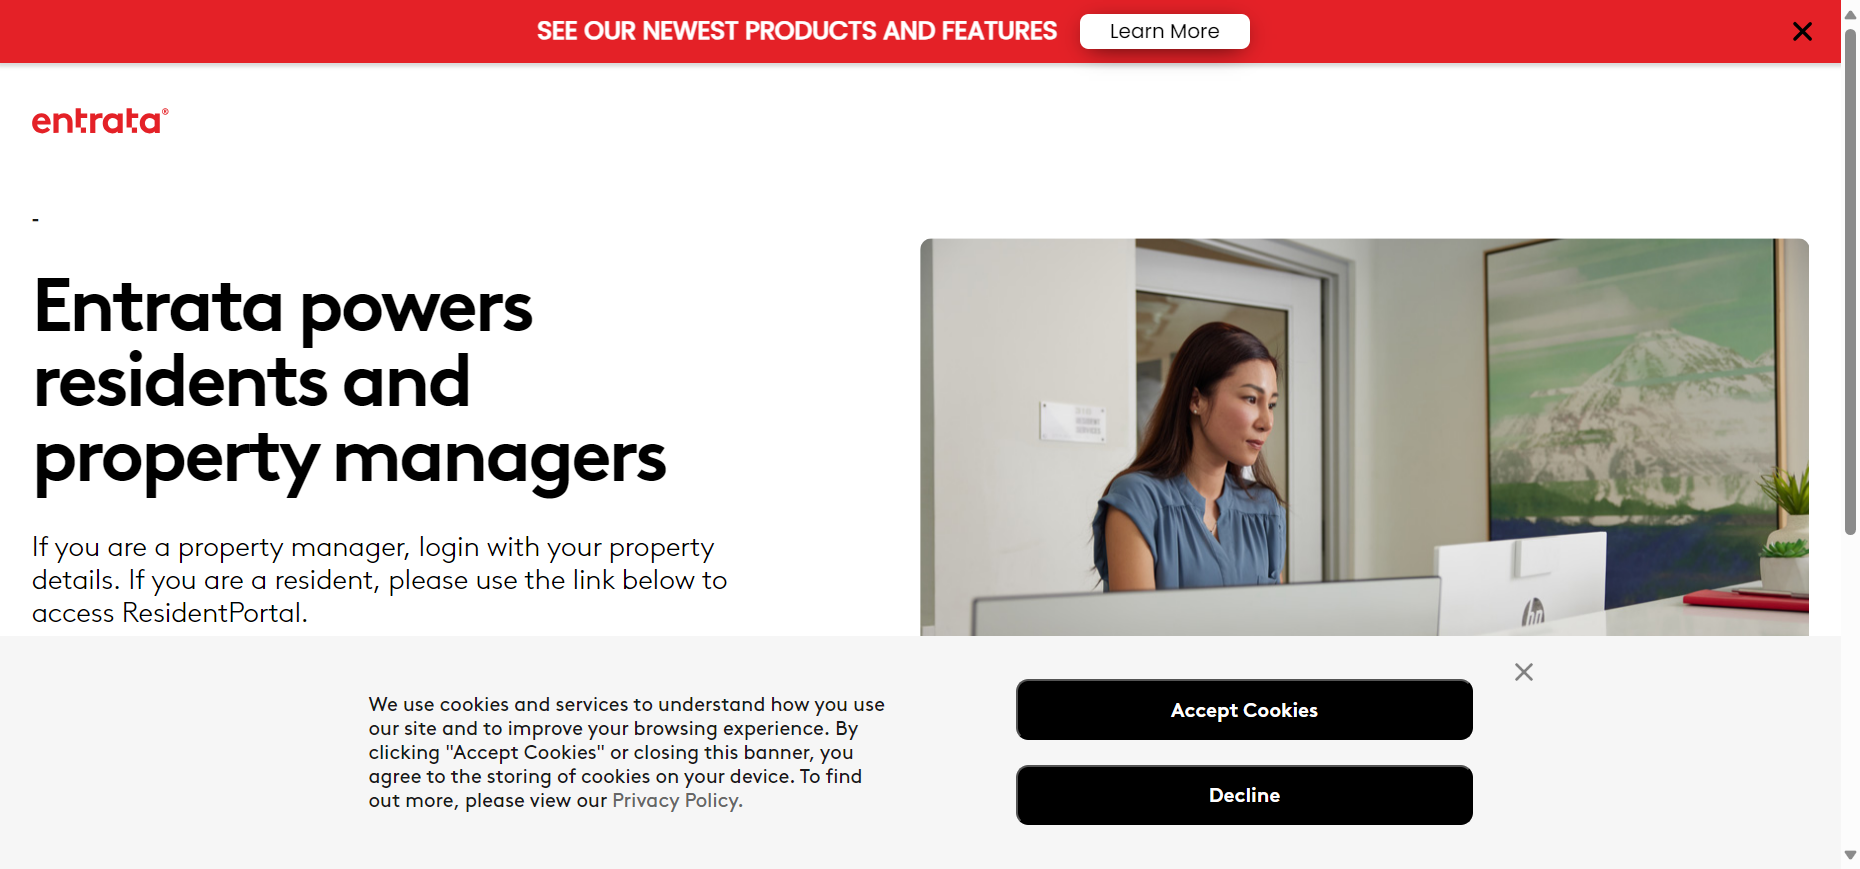 SEE OUR NEWEST PRODUCTS AND FEATURES
Learn More
entrata®
-
Entrata powers
residents and
property managers
If you are a property manager, login with your property
details. If you are a resident, please use the link below to
access ResidentPortal.
hp
We use cookies and services to understand how you use
our site and to improve your browsing experience. By
clicking "Accept Cookies" or closing this banner, you
agree to the storing of cookies on your device. To find
out more, please view our Privacy Policy.
Accept Cookies
Decline